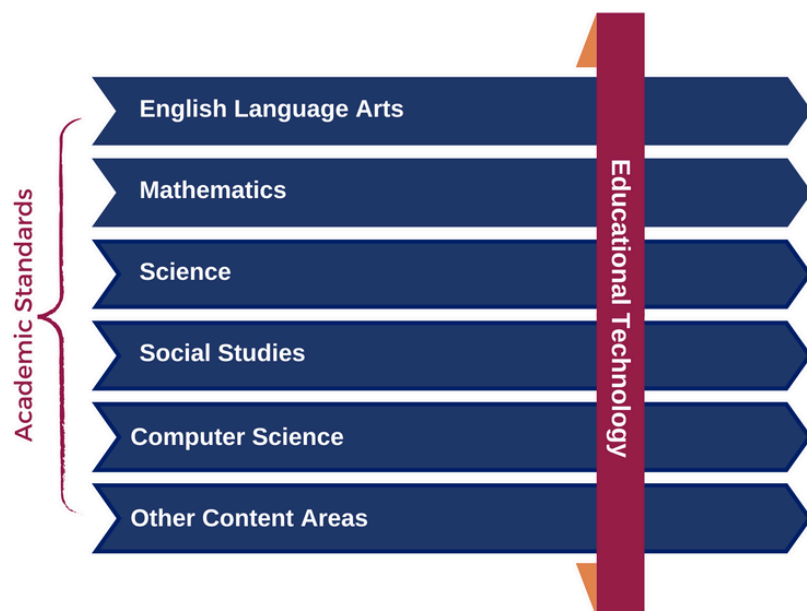 Academic Standards
English Language Arts
Mathematics
Science
Social Studies
Computer Science
Other Content Areas
Educational Technology